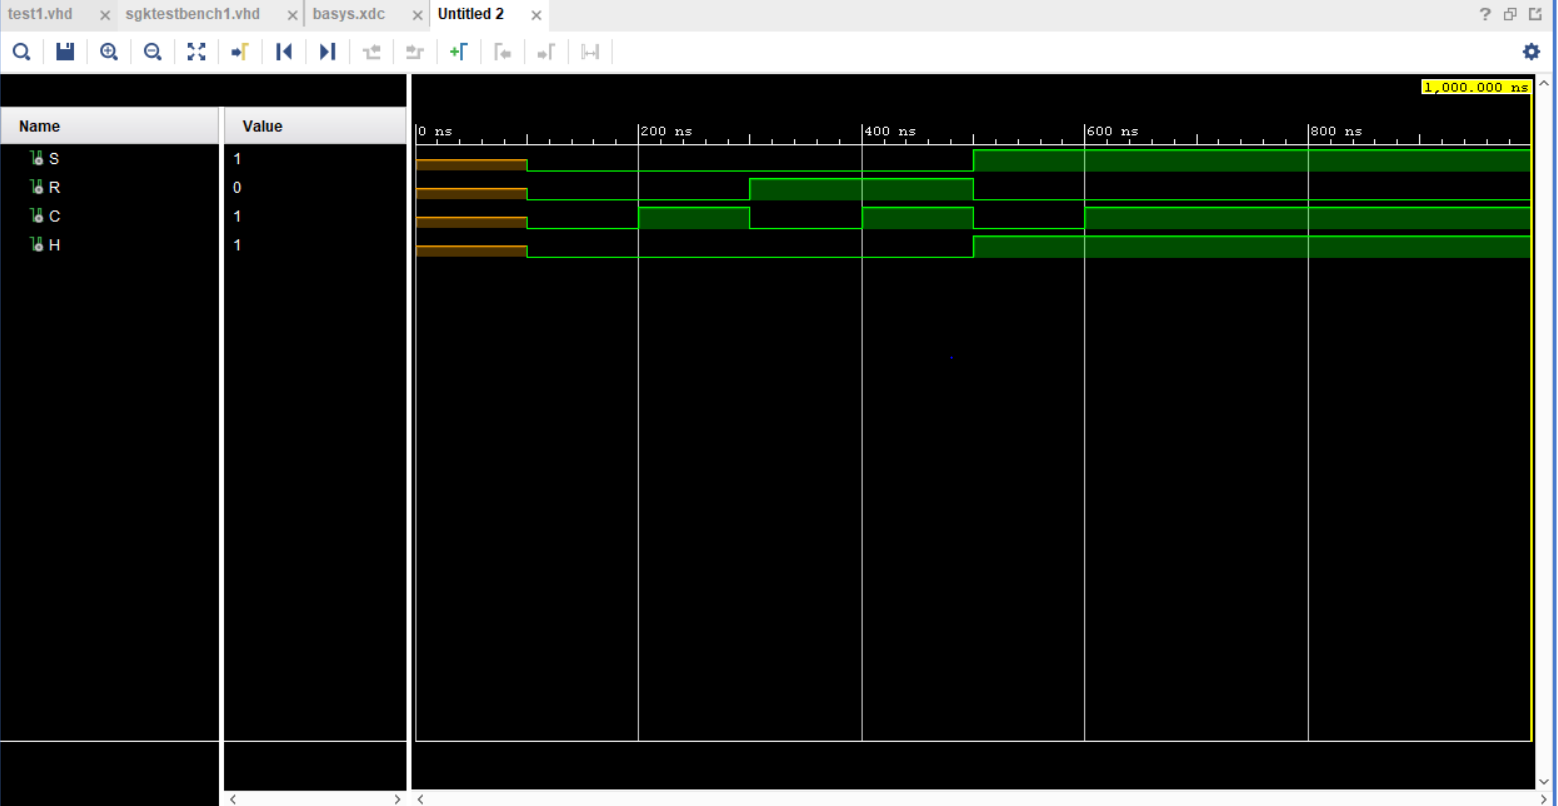 test1.vhd sgktestbench1.vhd basys.xdc Untitled 2
1,000.000 ns
Name Value
0 ns 200 ns 400 ns 600 ns 800 ns
S 1
R 0
C 1
H 1